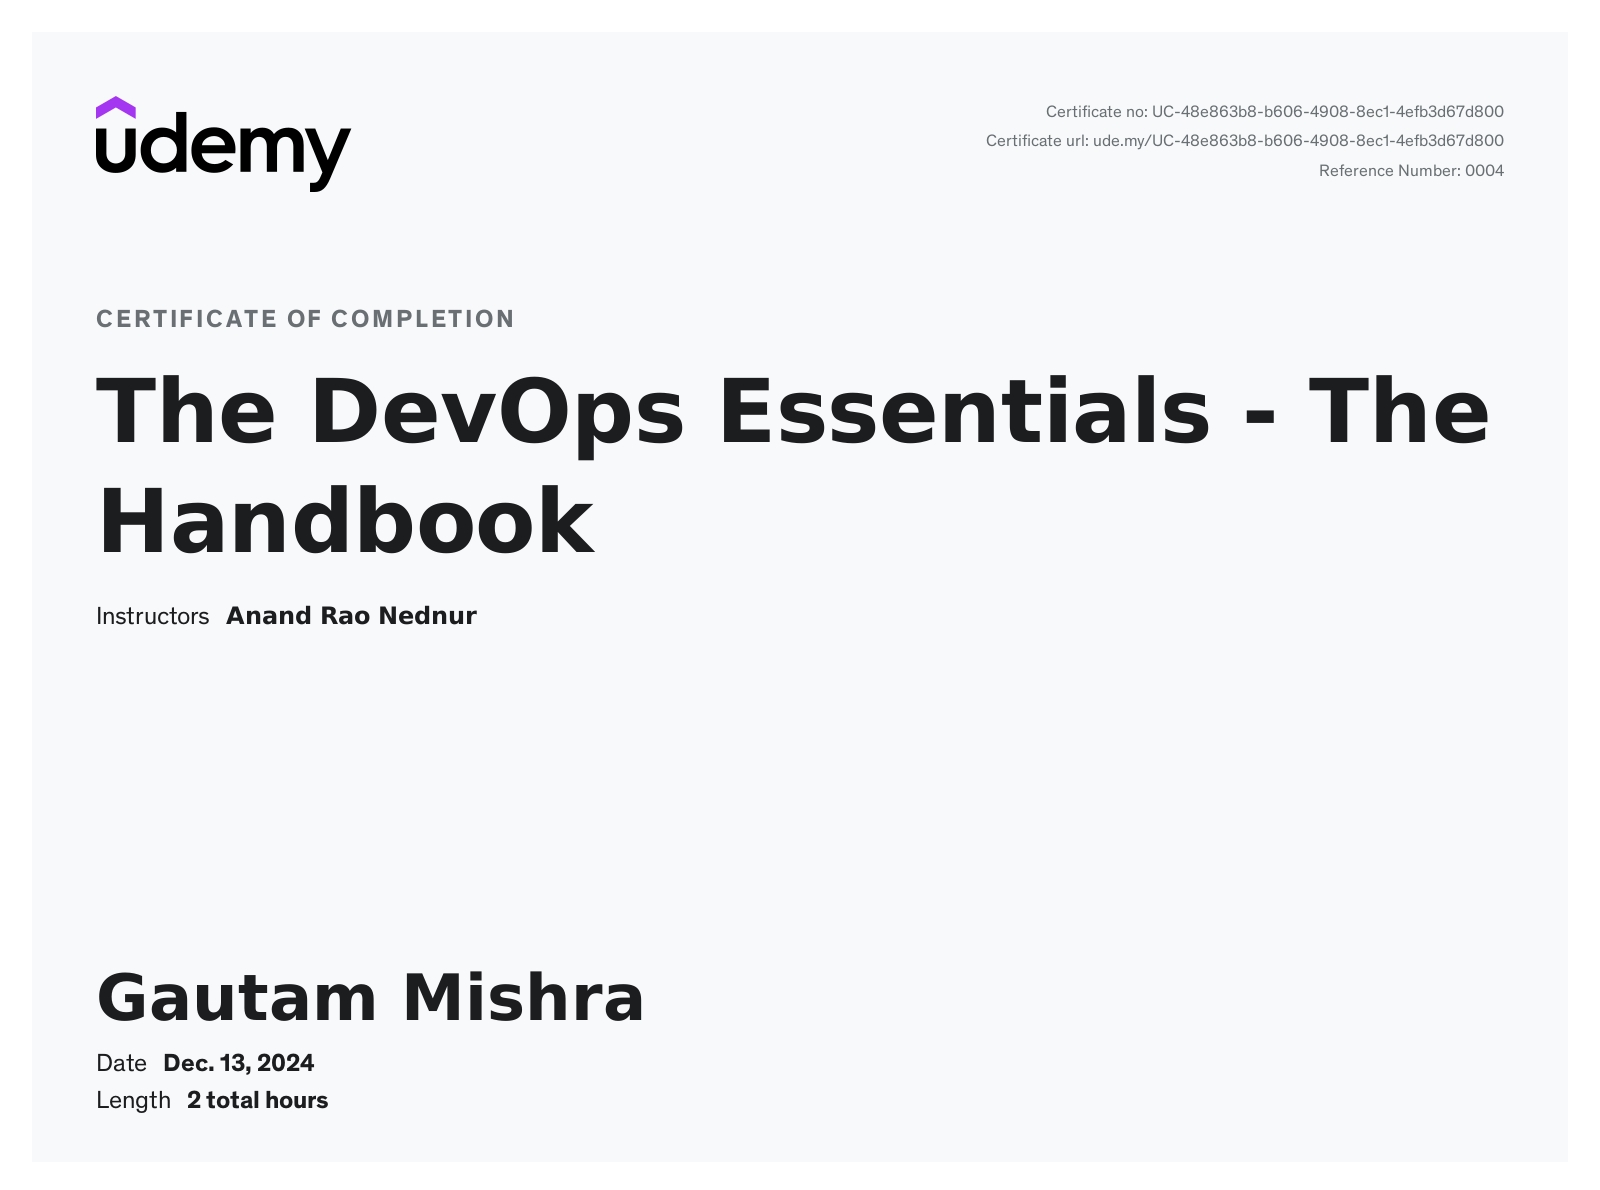 udemy
Certificate no: UC-48e863b8-b606-4908-8ec1-4efb3d67d800
Certificate url: ude.my/UC-48e863b8-b606-4908-8ec1-4efb3d67d800
Reference Number: 0004
CERTIFICATE OF COMPLETION
The DevOps Essentials - The
Handbook
Instructors Anand Rao Nednur
Gautam Mishra
Date Dec. 13, 2024
Length 2 total hours